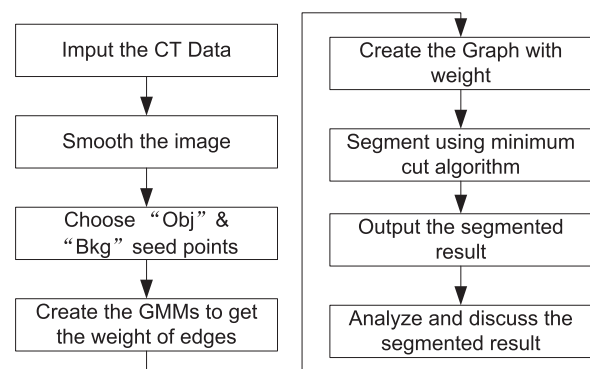 Imput the CT Data
Smooth the image
Choose “Obj” &
“Bkg” seed points
Create the GMMs to get
the weight of edges
Create the Graph with
weight
Segment using minimum
cut algorithm
Output the segmented
result
Analyze and discuss the
segmented result